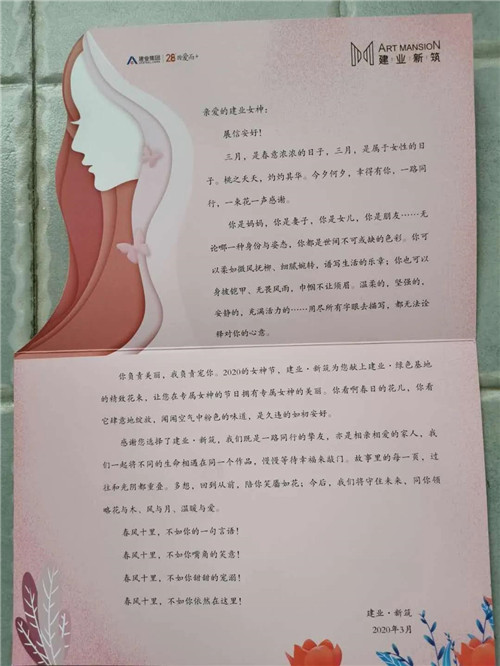 建业集团 28 因爱而+
ART MANSION
建业新筑
亲爱的建业女神：
展信安好！
三月，是春意浓浓的日子，三月，是属于女性的日
子。桃之夭夭，灼灼其华。今夕何夕，幸得有你，一路同
行，一束花一声感谢。
你是妈妈，你是妻子，你是女儿，你是朋友……无
论哪一种身份与姿态，你都是世间不可或缺的色彩。你可
以柔如微风抚柳、细腻婉转，谱写生活的乐章；你也可以
身披铠甲、无畏风雨，巾帼不让须眉。温柔的，坚强的，
安静的，充满活力的……用尽所有字眼去描写，都无法诠
释对你的心意。
你负责美丽，我负责宠你。2020的女神节，建业·新筑为您献上建业·绿色基地
的精致花束，让您在专属女神的节日拥有专属女神的美丽。你看啊春日的花儿，你看
它肆意地绽放，闻闻空气中粉色的味道，是久违的如初安好。
感谢您选择了建业·新筑，我们既是一路同行的挚友，亦是相亲相爱的家人，我
们一起将不同的生命相遇在同一个作品，慢慢等待幸福来敲门。故事里的每一页，过
往和光阴都重叠。多想，回到从前，陪你笑靥如花；今后，我们将守住未来，同你领
略花与木、风与月、温暖与爱。
春风十里，不如你的一句言语！
春风十里，不如你嘴角的笑意！
春风十里，不如你甜甜的宠溺！
春风十里，不如你依然在这里！
建业·新筑
2020年3月